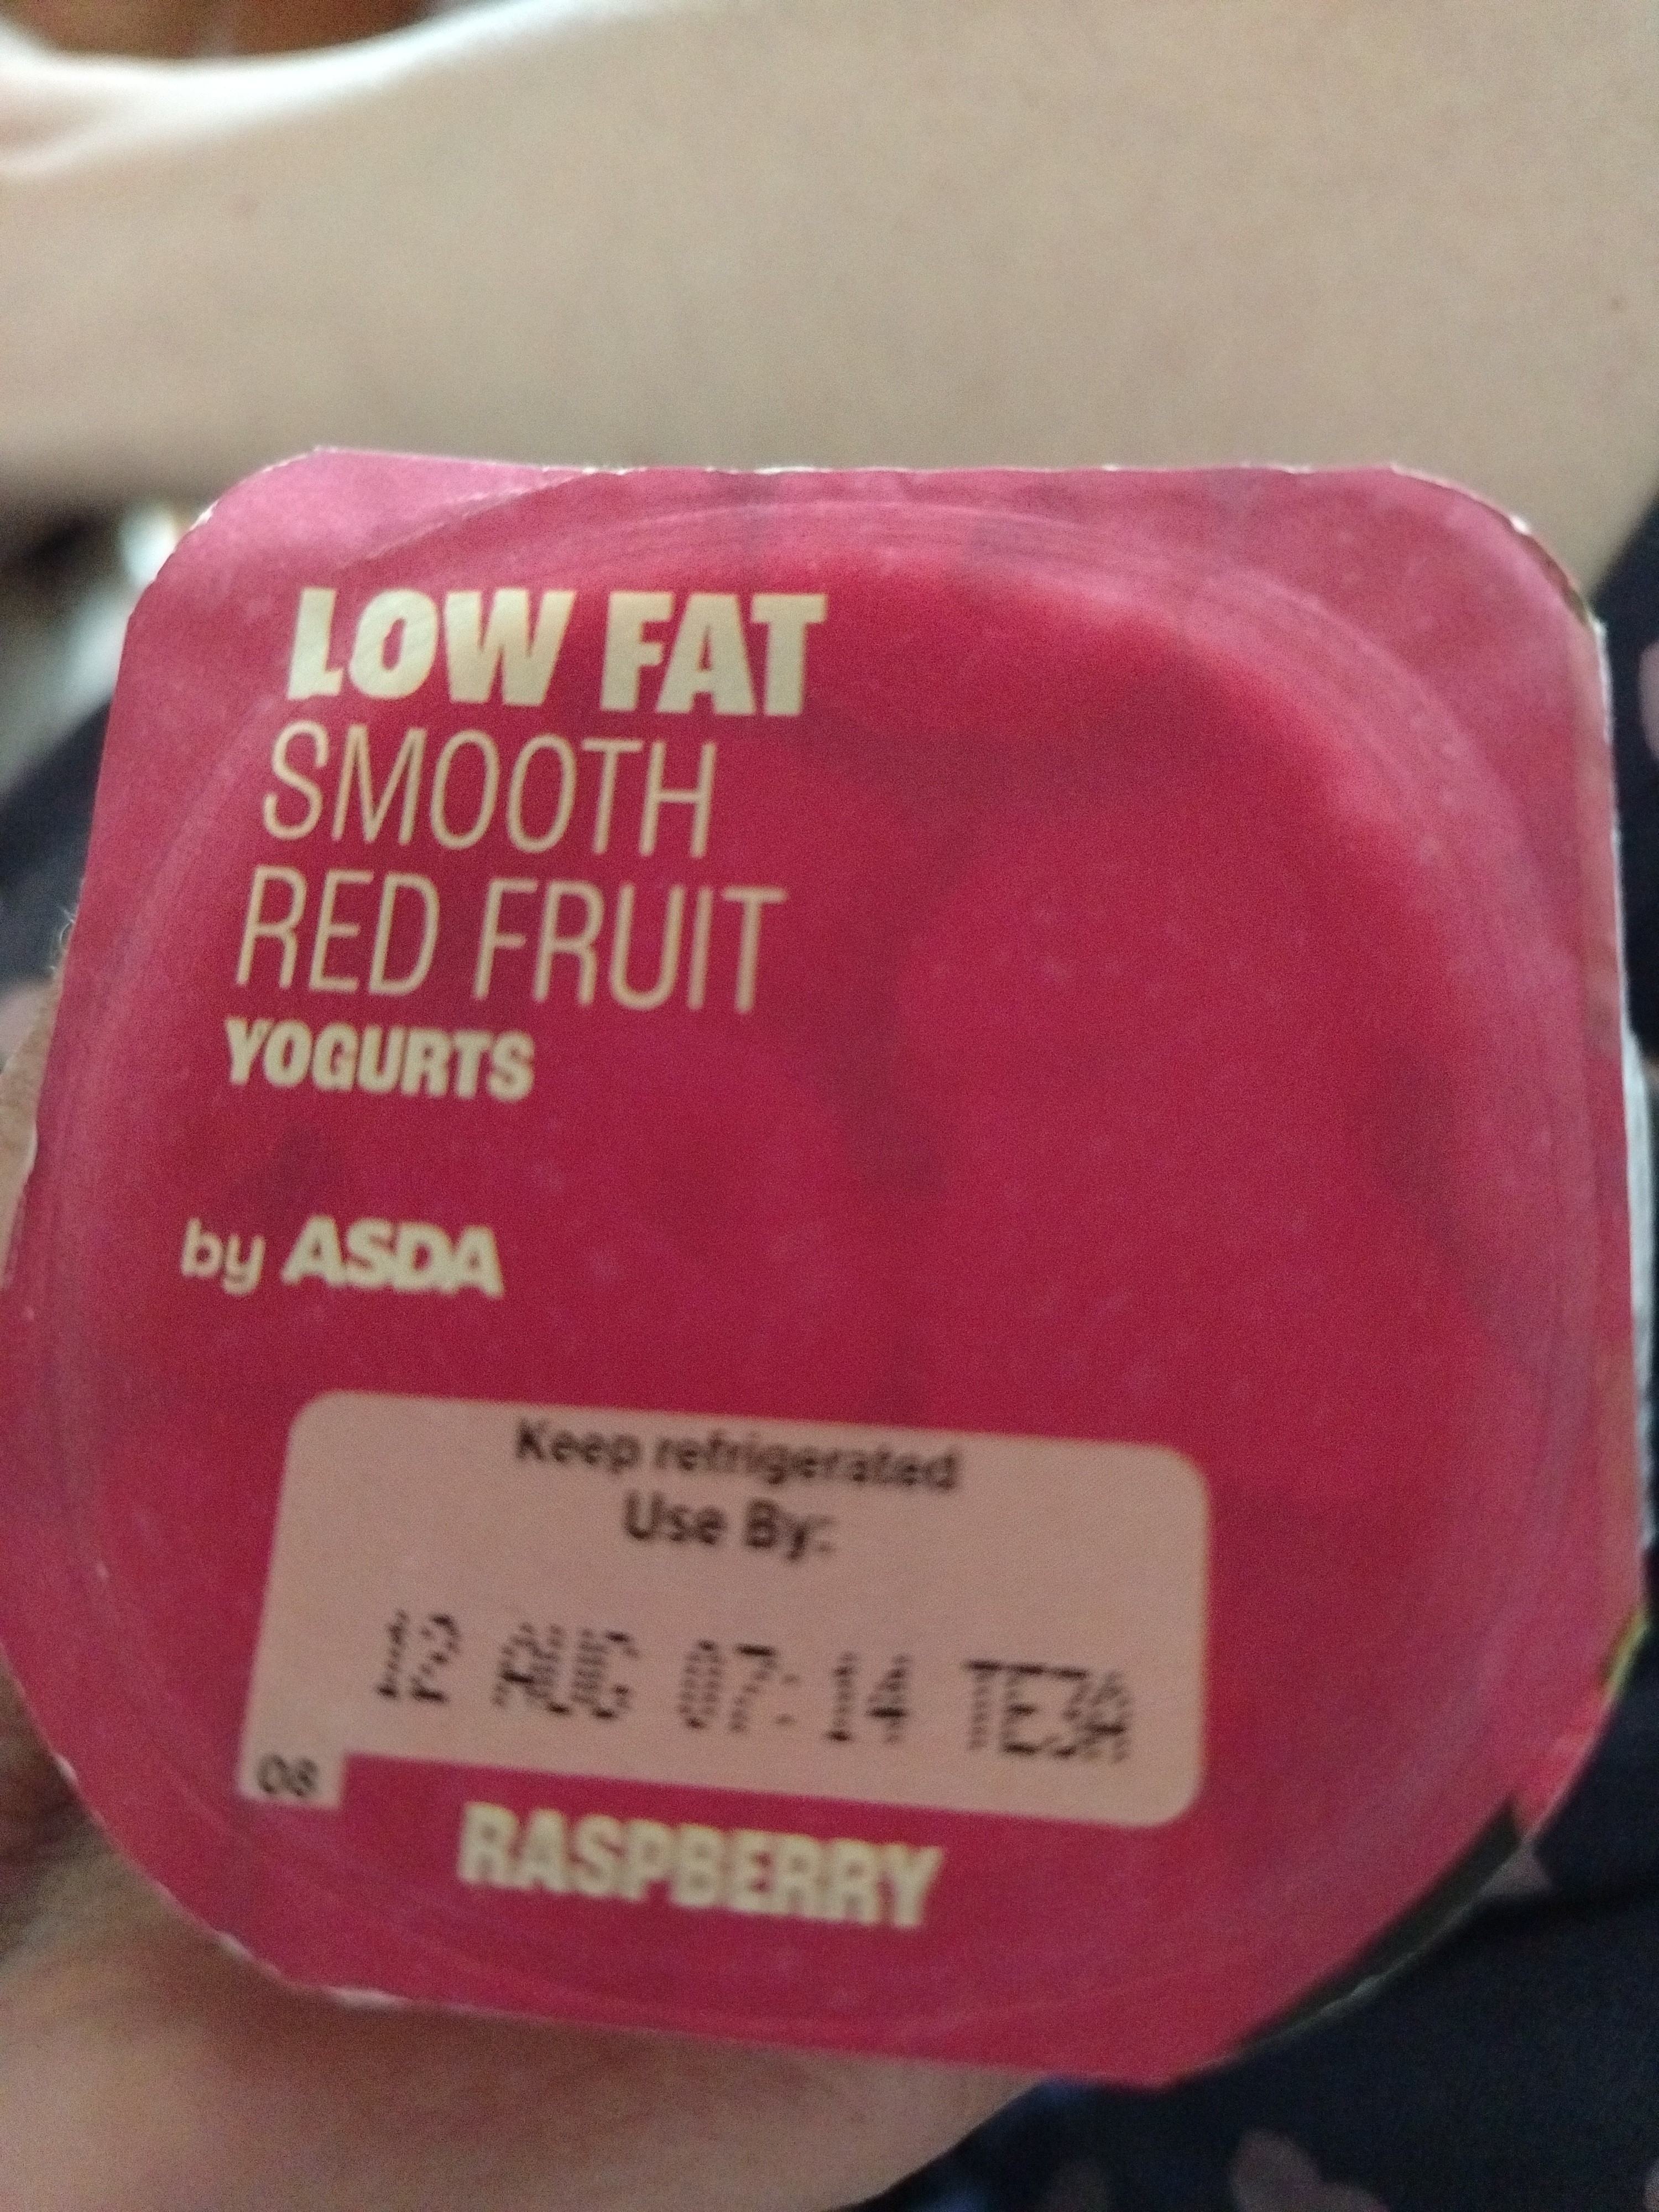 LOW FAT
SMOOTH
RED FRUIT
YOGURTS
by ASDA
Keep refrigerated
Use By:
12 AUG 07:14 TE3A
08
RASPBERRY